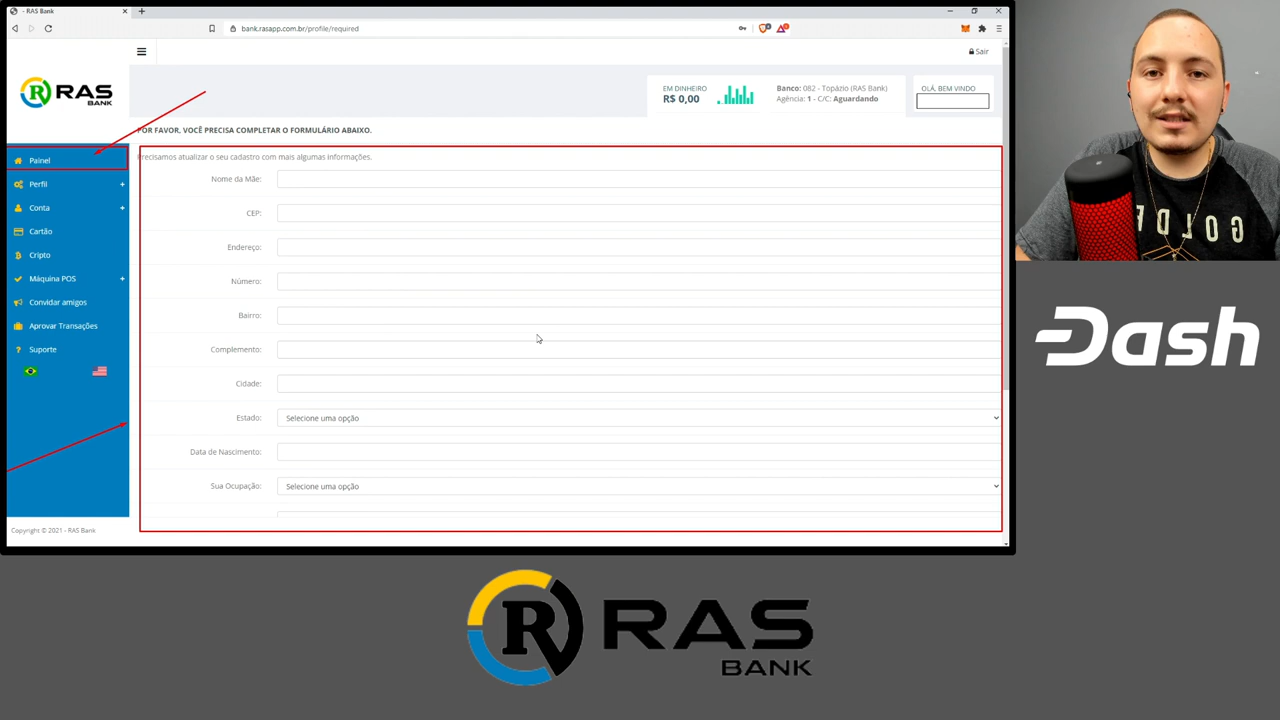 - RAS Bank
bank.rasapp.com.br/profile/required
Sair
RAS
BANK
EM DINHEIRO
R$ 0,00
Banco: 082 - Topázio (RAS Bank)
Agência: 1 - C/C: Aguardando
OLÁ, BEM VINDO
POR FAVOR, VOCÊ PRECISA COMPLETAR O FORMULÁRIO ABAIXO.
Precisamos atualizar o seu cadastro com mais algumas informações.
Painel
Perfil
Conta
Cartão
Cripto
Máquina POS
Convidar amigos
Aprovar Transações
Suporte
Nome da Mãe:
CEP:
Endereço:
Número:
Bairro:
Complemento:
Cidade:
Estado:
Selecione uma opção
Data de Nascimento:
Sua Ocupação:
Selecione uma opção
Copyright © 2021 - RAS Bank
GOLDE
Dash
R RAS
BANK